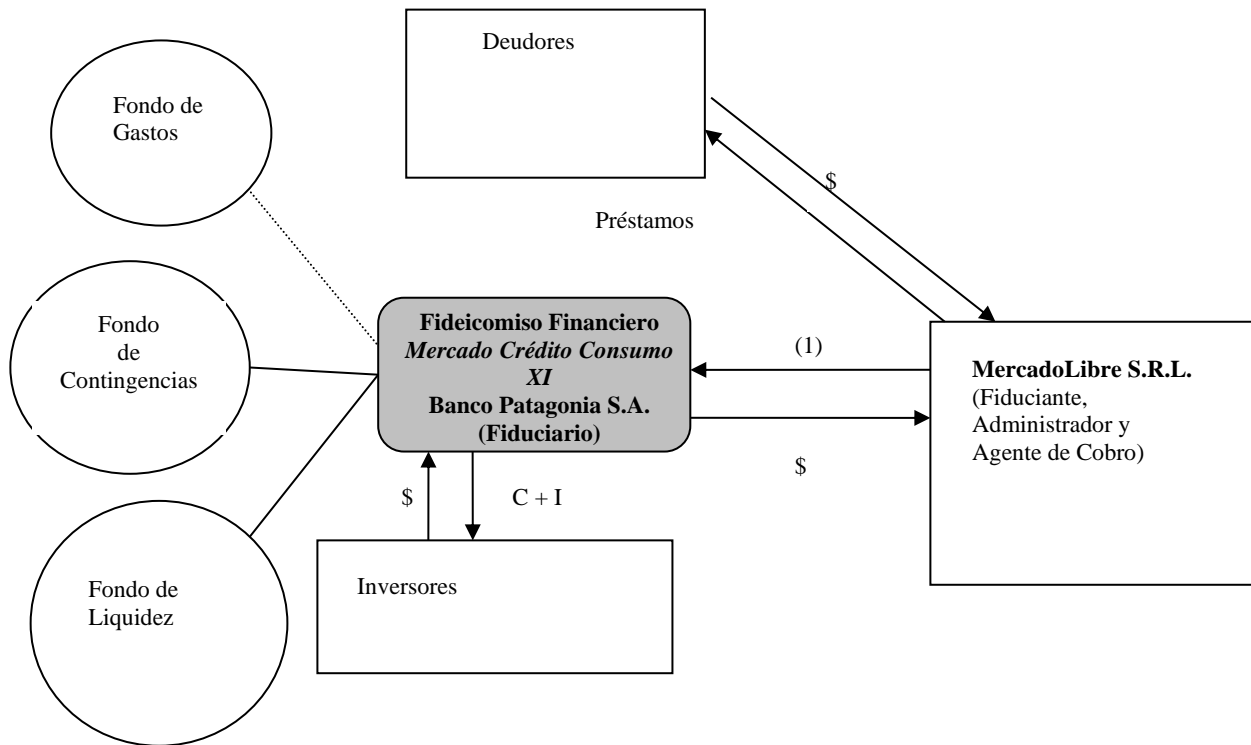 Deudores
Fondo de
Gastos
$
Préstamos
Fondo
de
Contingencias
Fideicomiso Financiero
Mercado Crédito Consumo
XI
Banco Patagonia S.A.
(Fiduciario)
(1)
$
MercadoLibre S.R.L.
(Fiduciante,
Administrador y
Agente de Cobro)
$
C + I
Inversores
Fondo de
Liquidez